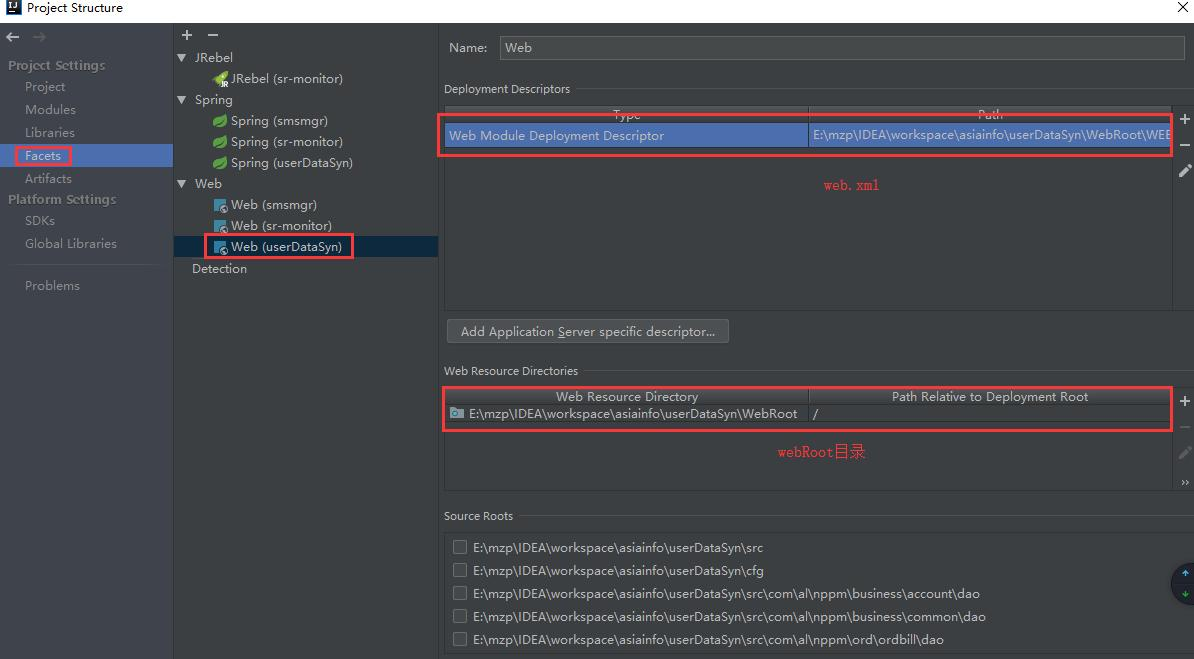 Project Structure
Project Settings
Project
Modules
Libraries
Facets
Artifacts
Platform Settings
SDKs
Global Libraries
Problems
JRebel
JRebel (sr-monitor)
Spring
Spring (smsmgr)
Spring (sr-monitor)
Spring (userDataSyn)
Web
Web (smsmgr)
Web (sr-monitor)
Web (userDataSyn)
Detection
Name: Web
Deployment Descriptors
Type Path
Web Module Deployment Descriptor E:\mzp\IDEA\workspace\asiainfo\userDataSyn\WebRoot\WEB
web.xml
Add Application Server specific descriptor...
Web Resource Directories
Web Resource Directory Path Relative to Deployment Root
E:\mzp\IDEA\workspace\asiainfo\userDataSyn\WebRoot /
webRoot目录
Source Roots
E:\mzp\IDEA\workspace\asiainfo\userDataSyn\src
E:\mzp\IDEA\workspace\asiainfo\userDataSyn\cfg
E:\mzp\IDEA\workspace\asiainfo\userDataSyn\src\com\al\nppm\business\account\dao
E:\mzp\IDEA\workspace\asiainfo\userDataSyn\src\com\al\nppm\business\common\dao
E:\mzp\IDEA\workspace\asiainfo\userDataSyn\src\com\al\nppm\ord\ordbill\dao